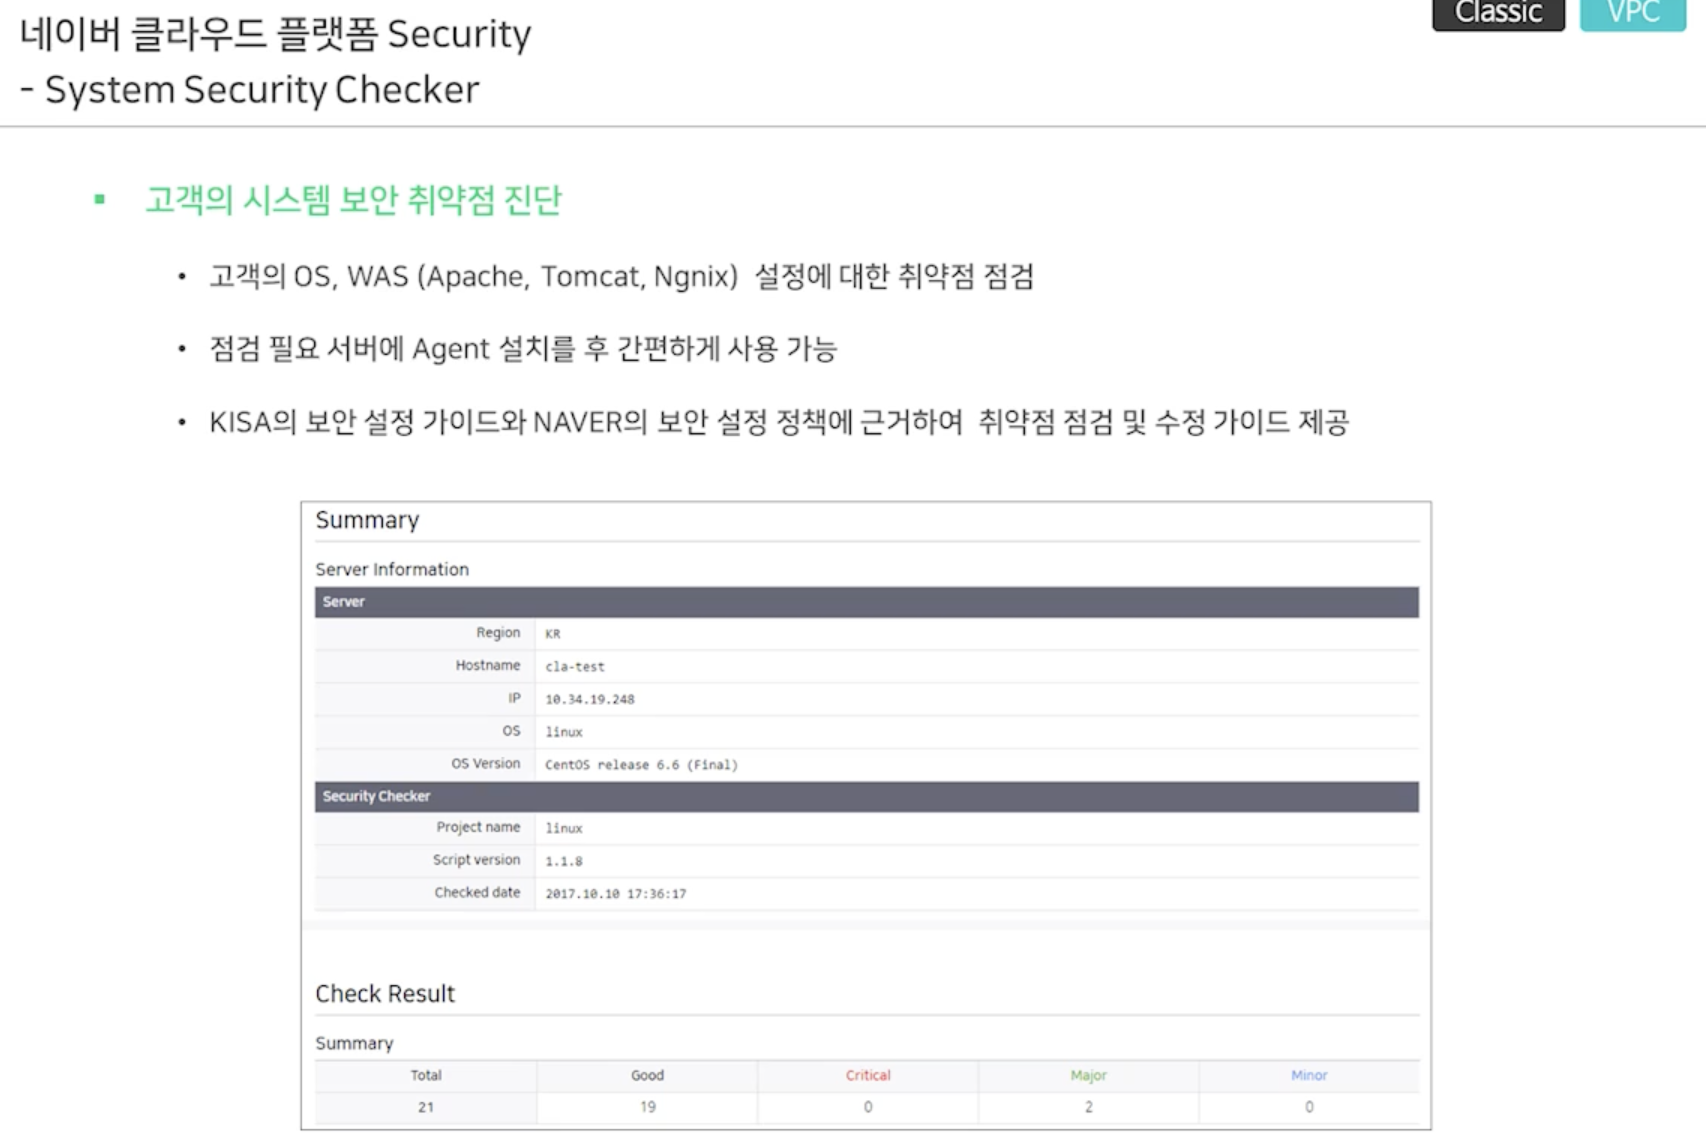 네이버 클라우드 플랫폼 Security
Classic
VPC
- System Security Checker
▪ 고객의 시스템 보안 취약점 진단
• 고객의 OS, WAS (Apache, Tomcat, Ngnix) 설정에 대한 취약점 점검
• 점검 필요 서버에 Agent 설치를 후 간편하게 사용 가능
• KISA의 보안 설정 가이드와 NAVER의 보안 설정 정책에 근거하여 취약점 점검 및 수정 가이드 제공
Summary
Server Information
Server
Region KR
Hostname cla-test
IP 10.34.19.248
OS linux
OS Version CentOS release 6.6 (Final)
Security Checker
Project name linux
Script version 1.1.8
Checked date 2017.10.10 17:36:17
Check Result
Summary
Total Good Critical Major Minor
21 19 0 2 0